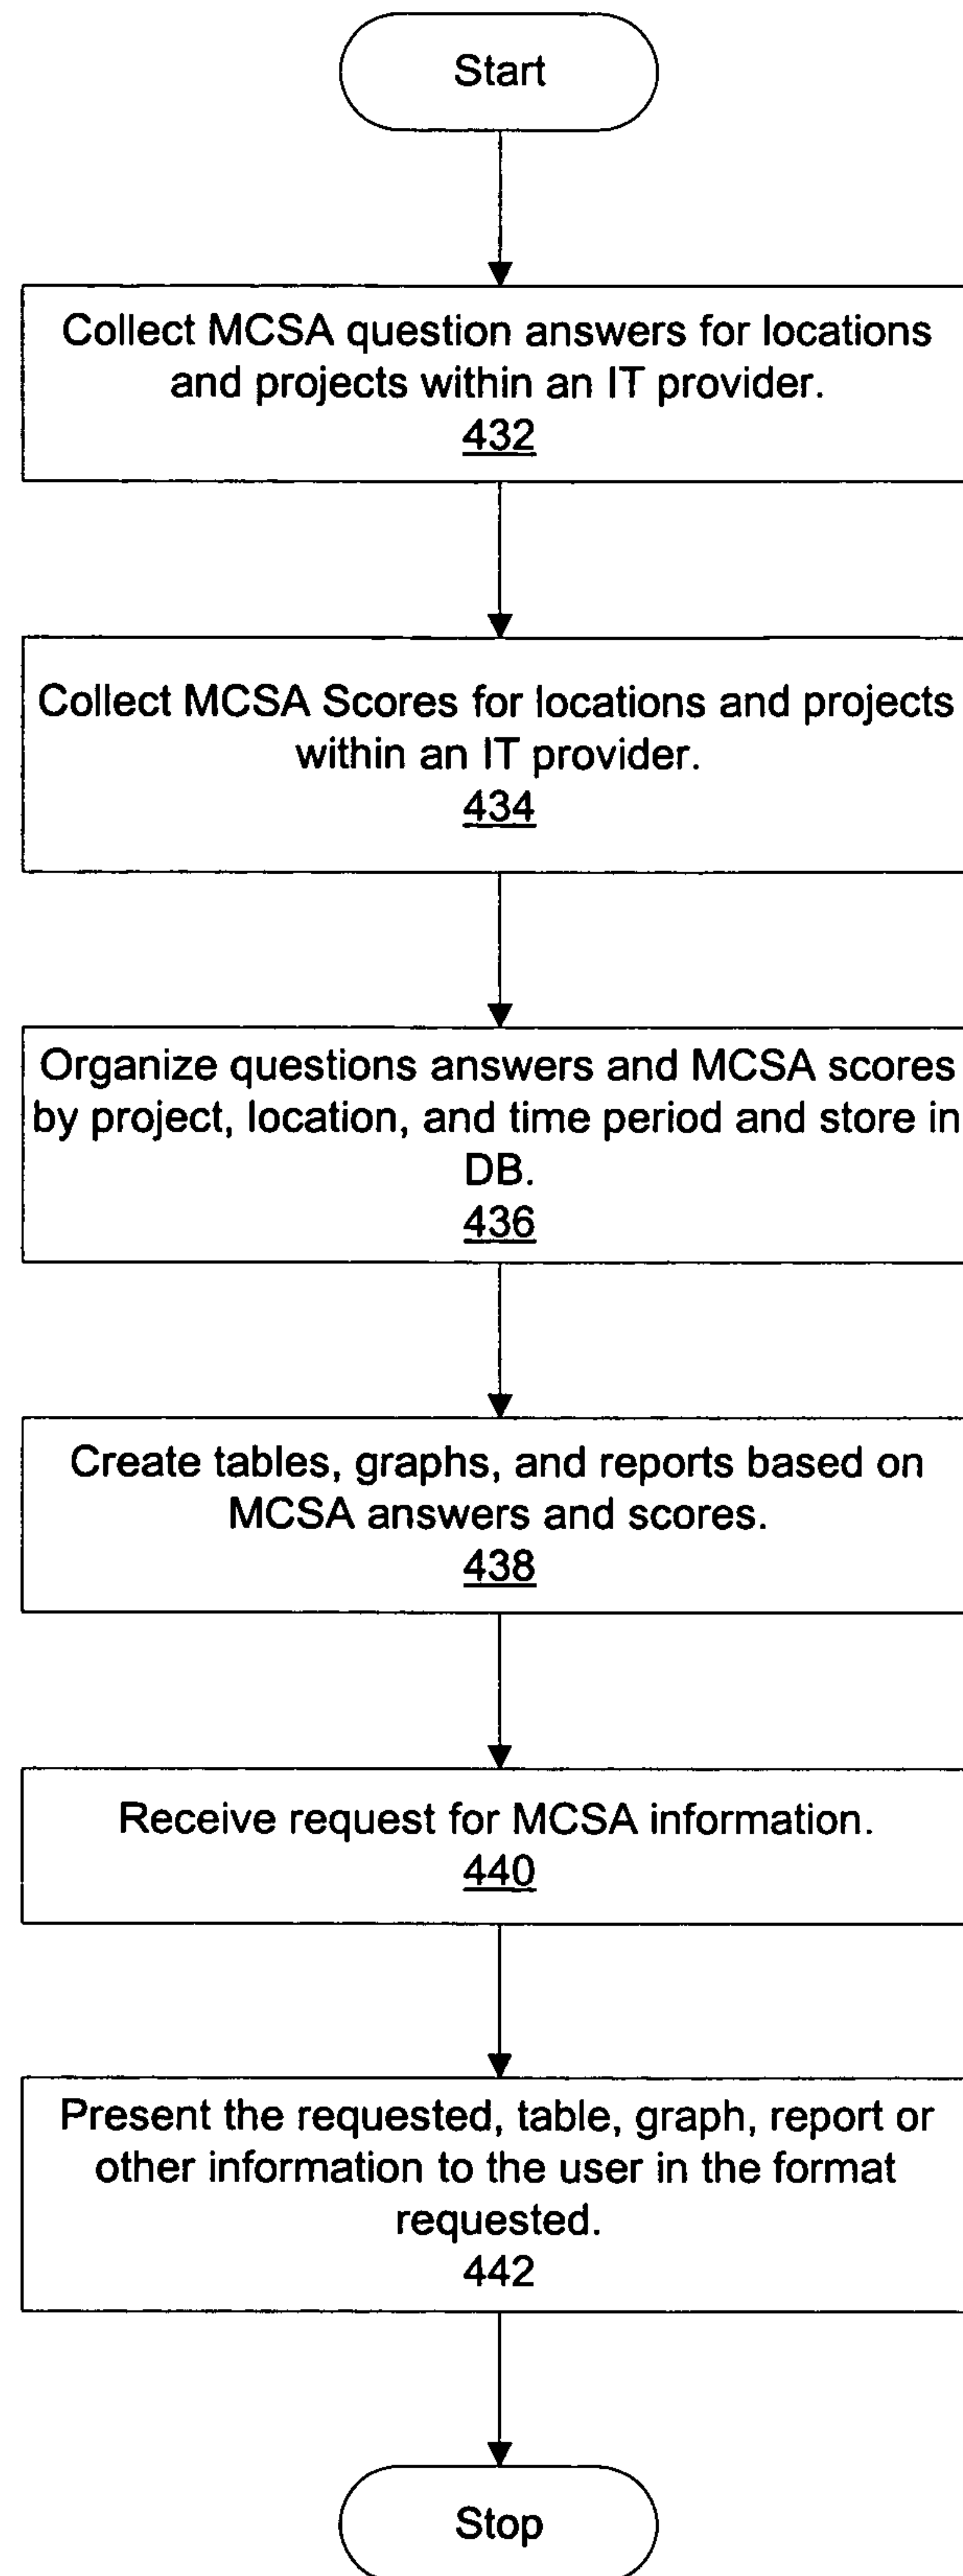 Start
Collect MCSA question answers for locations
and projects within an IT provider.
432
Collect MCSA Scores for locations and projects
within an IT provider.
434
Organize questions answers and MCSA scores
by project, location, and time period and store in
DB.
436
Create tables, graphs, and reports based on
MCSA answers and scores.
438
Receive request for MCSA information.
440
Present the requested, table, graph, report or
other information to the user in the format
requested.
442
Stop